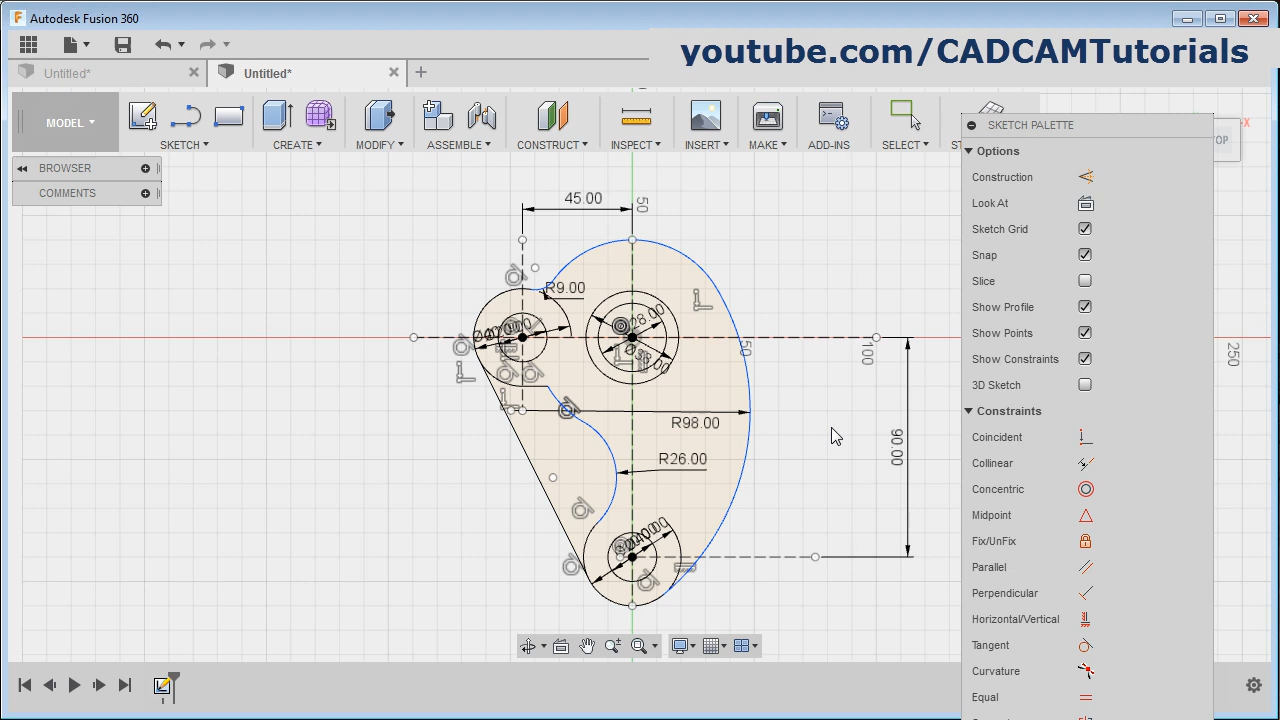 Autodesk Fusion 360
youtube.com/CADCAMTutorials
Untitled*
Untitled*
MODEL
SKETCH
CREATE
MODIFY
ASSEMBLE
CONSTRUCT
INSPECT
INSERT
MAKE
ADD-INS
SELECT
BROWSER
COMMENTS
SKETCH PALETTE
Options
Construction
Look At
Sketch Grid
Snap
Slice
Show Profile
Show Points
Show Constraints
3D Sketch
Constraints
Coincident
Collinear
Concentric
Midpoint
Fix/UnFix
Parallel
Perpendicular
Horizontal/Vertical
Tangent
Curvature
Equal
45.00
50
R9.00
50
100
250
R98.00
R26.00
90.00